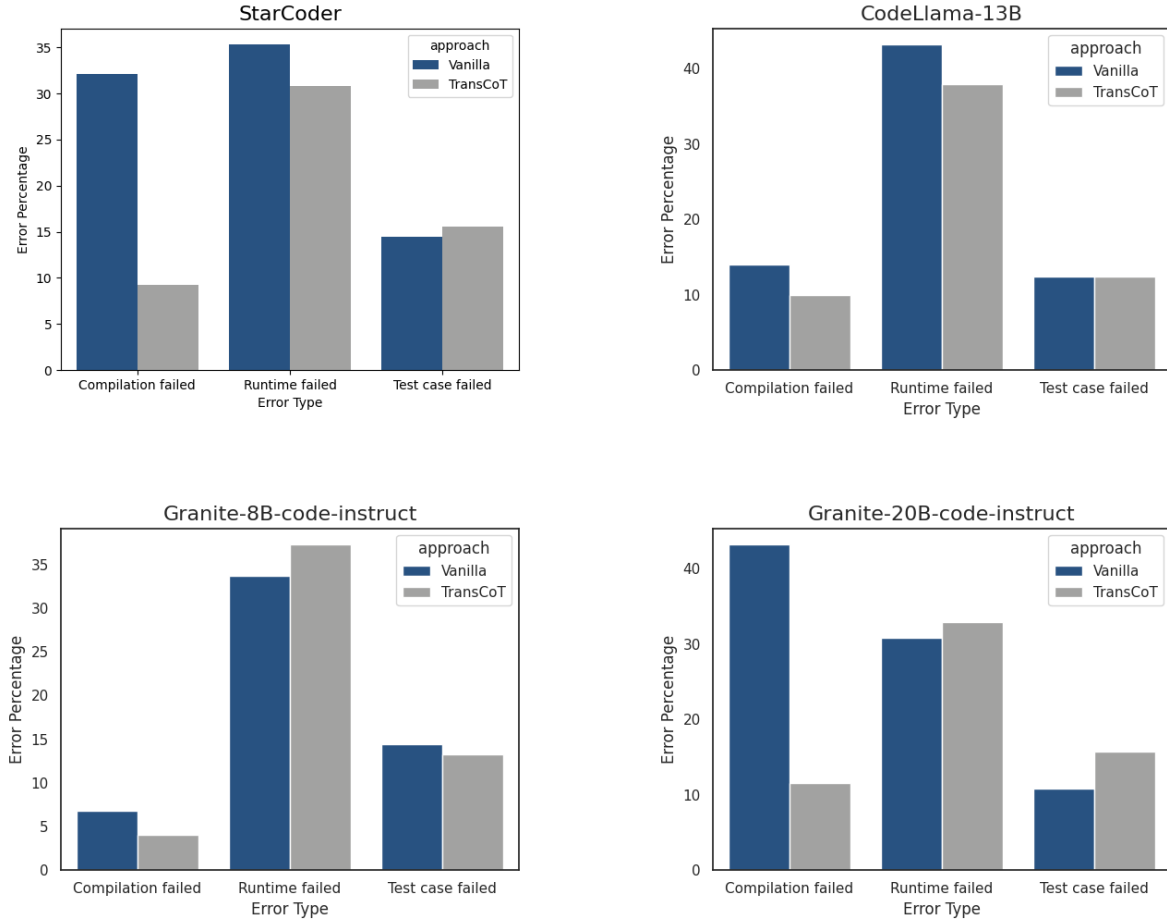 StarCoder
approach
Vanilla
TransCoT
35
30
25
20
15
10
5
0
Error Percentage
Compilation failed Runtime failed Test case failed
Error Type
CodeLlama-13B
approach
Vanilla
TransCoT
40
30
20
10
0
Error Percentage
Compilation failed Runtime failed Test case failed
Error Type
Granite-8B-code-instruct
approach
Vanilla
TransCoT
35
30
25
20
15
10
5
0
Error Percentage
Compilation failed Runtime failed Test case failed
Error Type
Granite-20B-code-instruct
approach
Vanilla
TransCoT
40
30
20
10
0
Error Percentage
Compilation failed Runtime failed Test case failed
Error Type